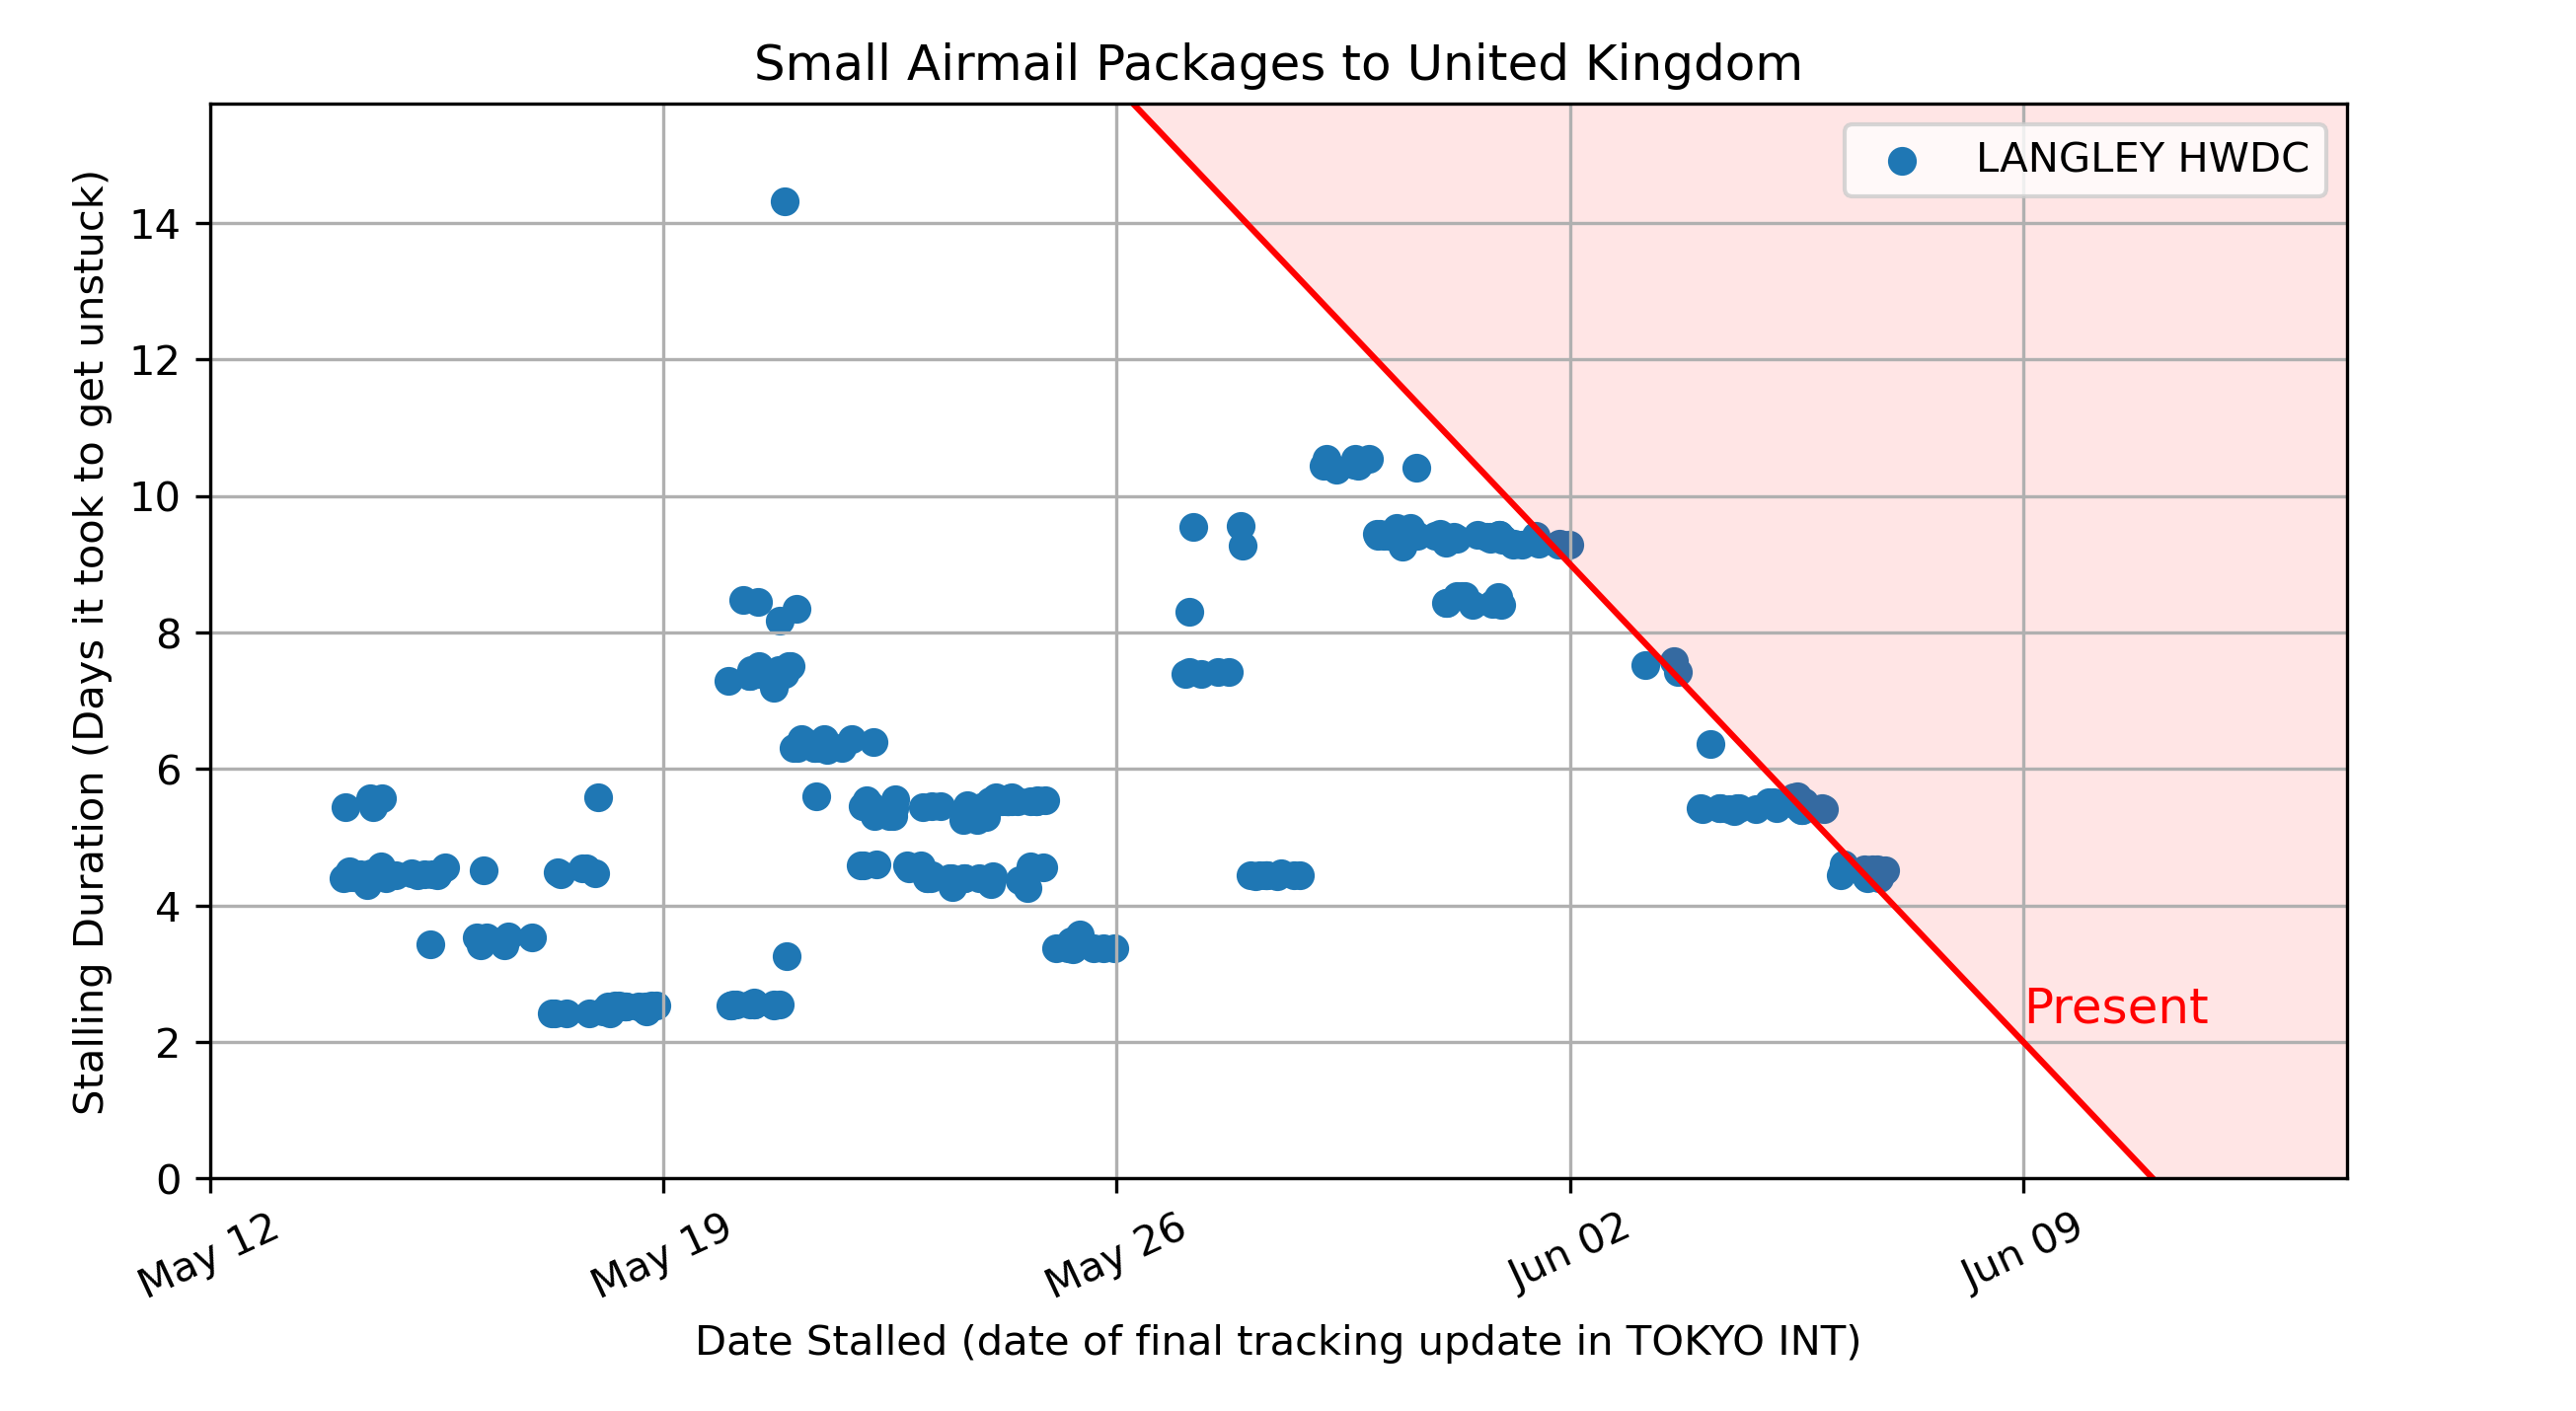 Small Airmail Packages to United Kingdom
LANGLEY HWDC
Stalling Duration (Days it took to get unstuck)
14
12
10
8
6
4
2
0
Present
May 12
May 19
May 26
Jun 02
Jun 09
Date Stalled (date of final tracking update in TOKYO INT)